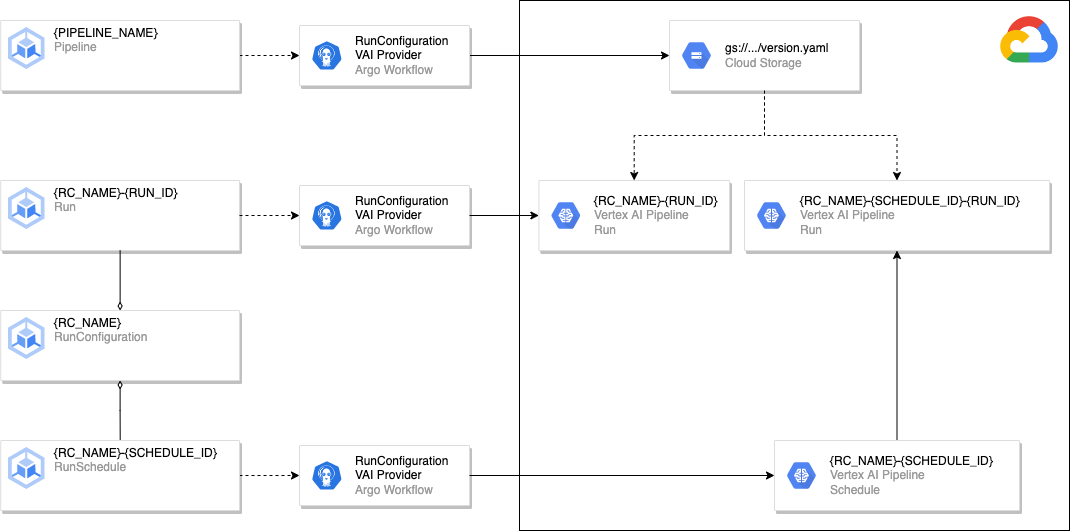 {PIPELINE_NAME}
Pipeline
RunConfiguration
VAI Provider
Argo Workflow
gs://.../version.yaml
Cloud Storage
{RC_NAME}-{RUN_ID}
Run
RunConfiguration
VAI Provider
Argo Workflow
{RC_NAME}-{RUN_ID}
Vertex AI Pipeline
Run
{RC_NAME}-{SCHEDULE_ID}-{RUN_ID}
Vertex AI Pipeline
Run
{RC_NAME}
RunConfiguration
{RC_NAME}-{SCHEDULE_ID}
RunSchedule
RunConfiguration
VAI Provider
Argo Workflow
{RC_NAME}-{SCHEDULE_ID}
Vertex AI Pipeline
Schedule